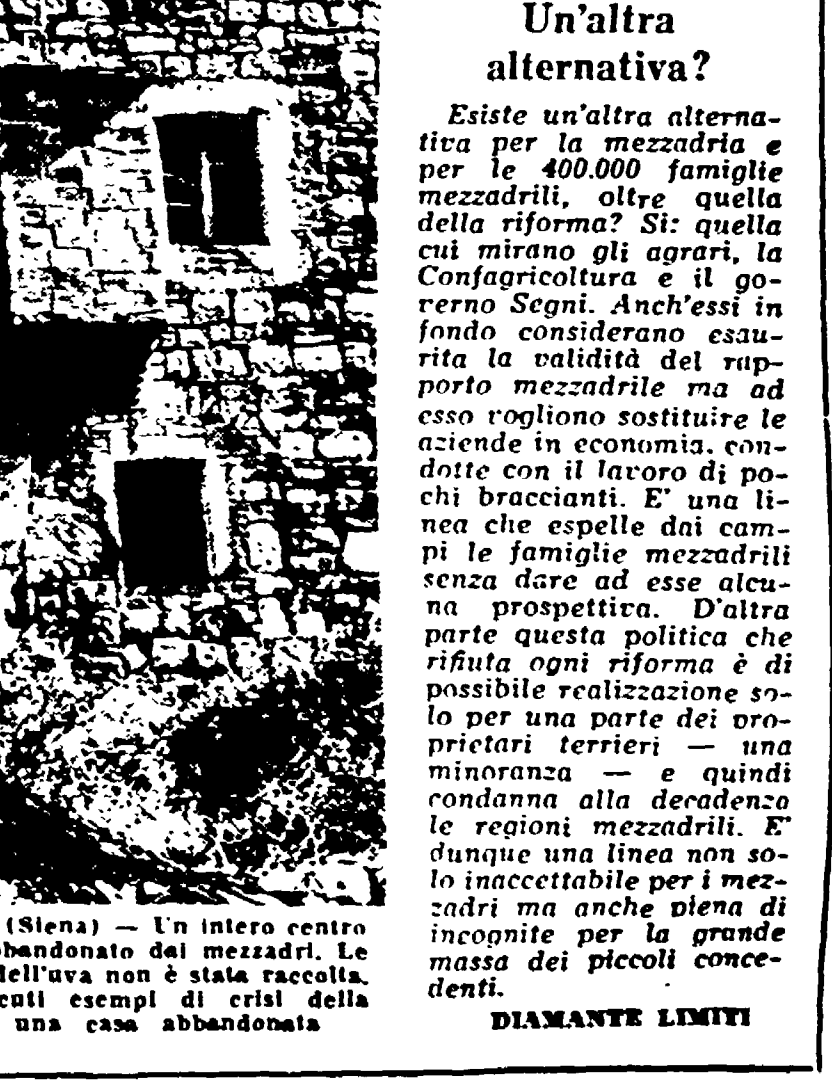 Un'altra
alternativa?
Esiste un'altra alterna-
tiva per la mezzadria e
per le 400.000 famiglie
mezzadrili, oltre quella
della riforma? Si: quella
cui mirano gli agrari, la
Confagricoltura e il go-
verno Segni. Anch'essi in
fondo considerano esau-
rita la validità del rap-
porto mezzadrile ma ad
esso vogliono sostituire le
aziende in economia, con-
dotte con il lavoro di po-
chi braccianti. E' una li-
nea che espelle dai cam-
pi le famiglie mezzadrili
senza dare ad esse alcu-
na prospettiva. D'altra
parte questa politica che
rifiuta ogni riforma è di
possibile realizzazione so-
lo per una parte dei pro-
prietari terrieri — una
minoranza — e quindi
condanna alla decadenza
le regioni mezzadrili. E'
dunque una linea non so-
lo inaccettabile per i mez-
zadri ma anche piena di
incognite per la grande
massa dei piccoli conce-
denti.
DIAMANTE LIMITI
(Siena) — Un intero centro
bbandonato dai mezzadri. Le
dell'uva non è stata raccolta.
enti esempi di crisi della
una casa abbandonata